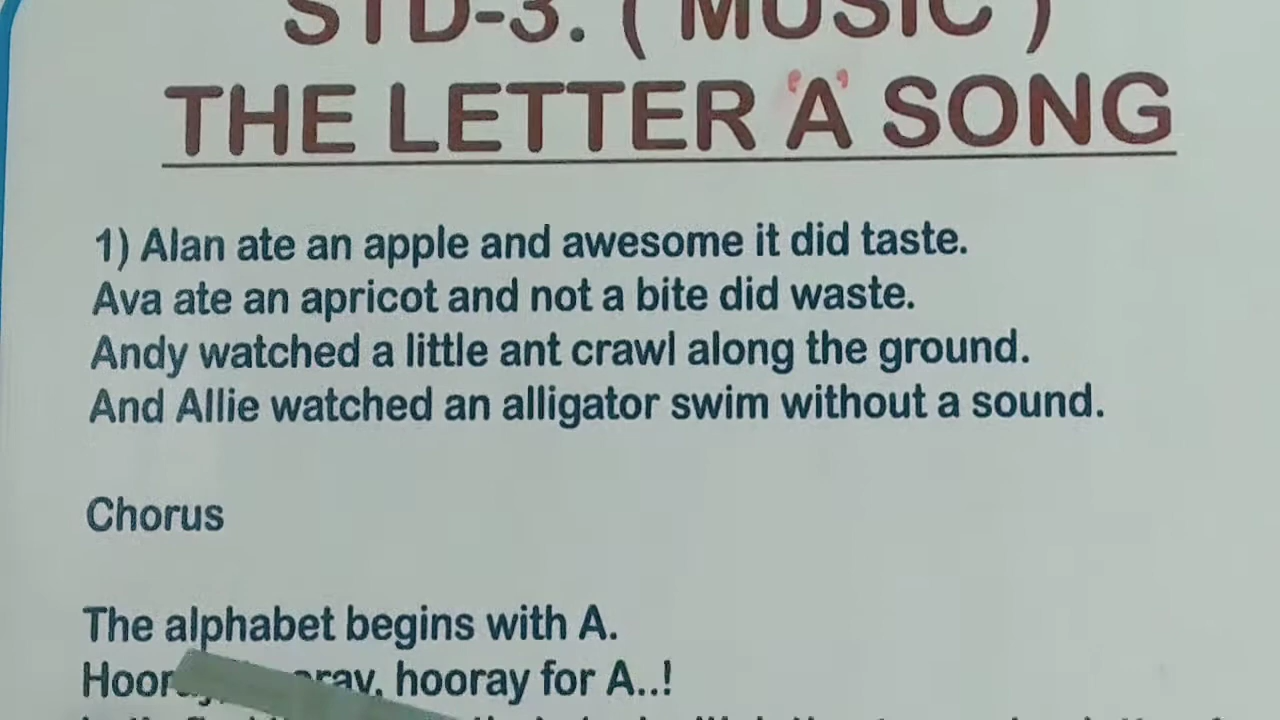 STD-3. ( MUSIC )
THE LETTER 'A' SONG
1) Alan ate an apple and awesome it did taste.
Ava ate an apricot and not a bite did waste.
Andy watched a little ant crawl along the ground.
And Allie watched an alligator swim without a sound.
Chorus
The alphabet begins with A.
hooray for A..!